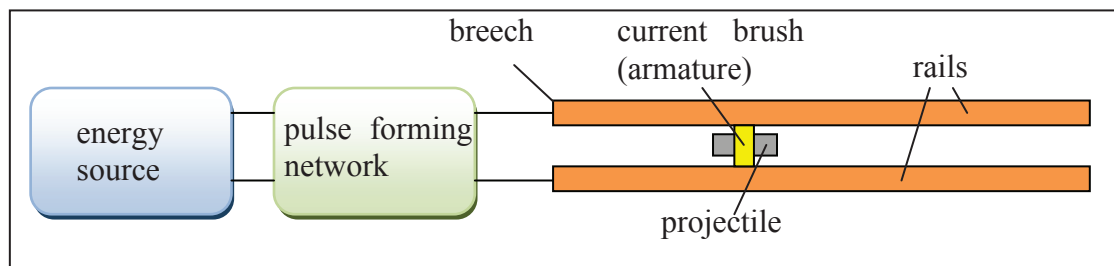 breech
current brush
(armature)
rails
energy
source
pulse forming
network
projectile